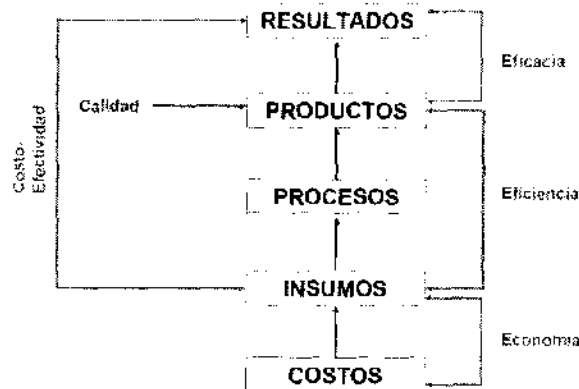 RESULTADOS
Eficacia
Calidad
PRODUCTOS
Costo-
Efectividad
PROCESOS
Eficiencia
INSUMOS
Economía
COSTOS